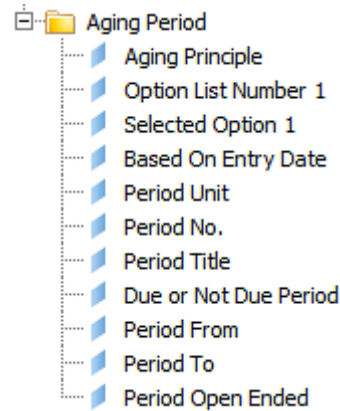 Aging Period
Aging Principle
Option List Number 1
Selected Option 1
Based On Entry Date
Period Unit
Period No.
Period Title
Due or Not Due Period
Period From
Period To
Period Open Ended